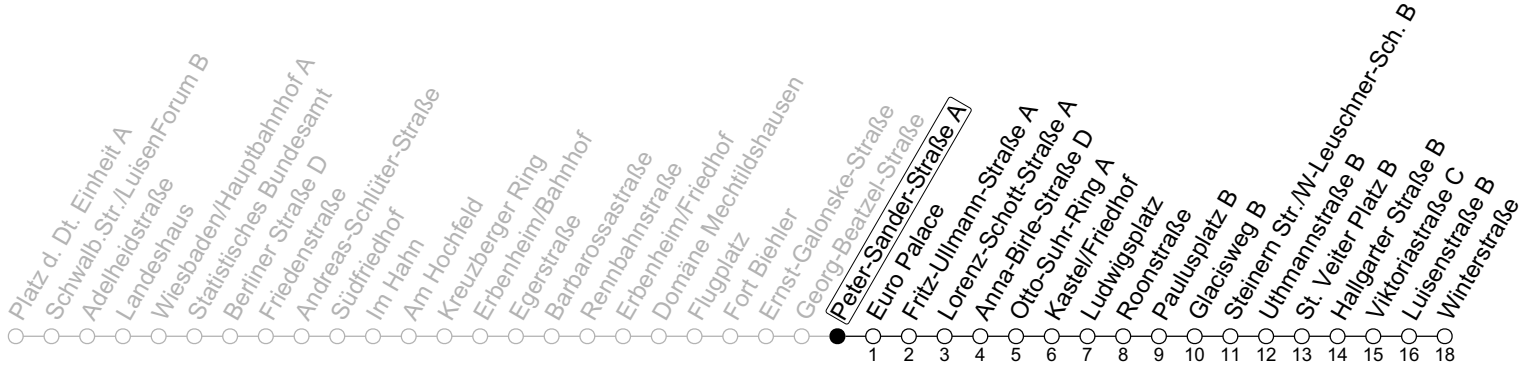 Platz d. Dt. Einheit A
Schwalb.Str./LuisenForum B
Adelheidstraße
Landeshaus
Wiesbaden/Hauptbahnhof A
Statistisches Bundesamt
Berliner Straße D
Friedenstraße
Andreas-Schlüter-Straße
Südfriedhof
Im Hahn
Am Hochfeld
Kreuzberger Ring
Erbenheim/Bahnhof
Egerstraße
Barbarossastraße
Rennbahnstraße
Erbenheim/Friedhof
Domäne Mechtildshausen
Flugplatz
Fort Biehler
Ernst-Galonske-Straße
Georg-Beatzel-Straße
Peter-Sander-Straße A
Euro Palace
Fritz-Ullmann-Straße A
Lorenz-Schott-Straße A
Anna-Birle-Straße D
Otto-Suhr-Ring A
Kastel/Friedhof
Ludwigsplatz
Roonstraße
Paulusplatz B
Glacisweg B
Steinern Str./W-Leuschner-Sch. B
Uthmannstraße B
St. Veiter Platz B
Hallgarter Straße B
Viktoriastraße C
Luisenstraße B
Winterstraße
1 2 3 4 5 6 7 8 9 10 11 12 13 14 15 16 18